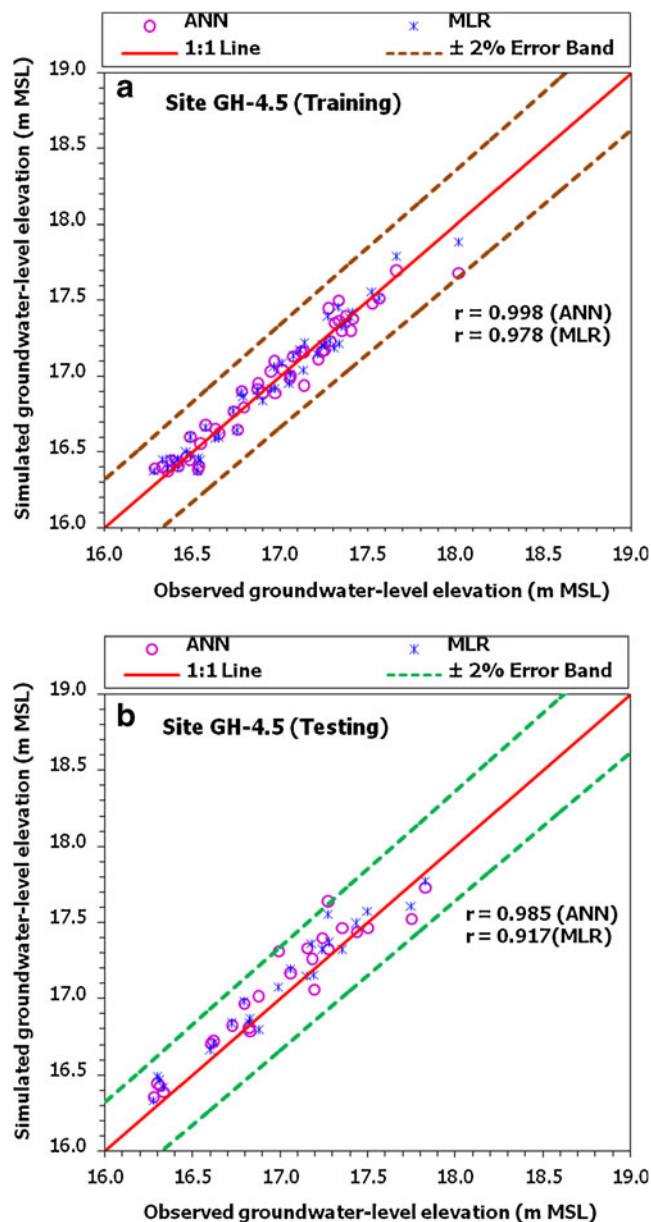 ANN MLR
1:1 Line ± 2% Error Band
19.0
18.5
18.0
17.5
17.0
16.5
16.0
Simulated groundwater-level elevation (m MSL)
a Site GH-4.5 (Training)
r = 0.998 (ANN)
r = 0.978 (MLR)
16.0 16.5 17.0 17.5 18.0 18.5 19.0
Observed groundwater-level elevation (m MSL)
ANN MLR
1:1 Line ± 2% Error Band
19.0
18.5
18.0
17.5
17.0
16.5
16.0
Simulated groundwater-level elevation (m MSL)
b Site GH-4.5 (Testing)
r = 0.985 (ANN)
r = 0.917(MLR)
16.0 16.5 17.0 17.5 18.0 18.5 19.0
Observed groundwater-level elevation (m MSL)